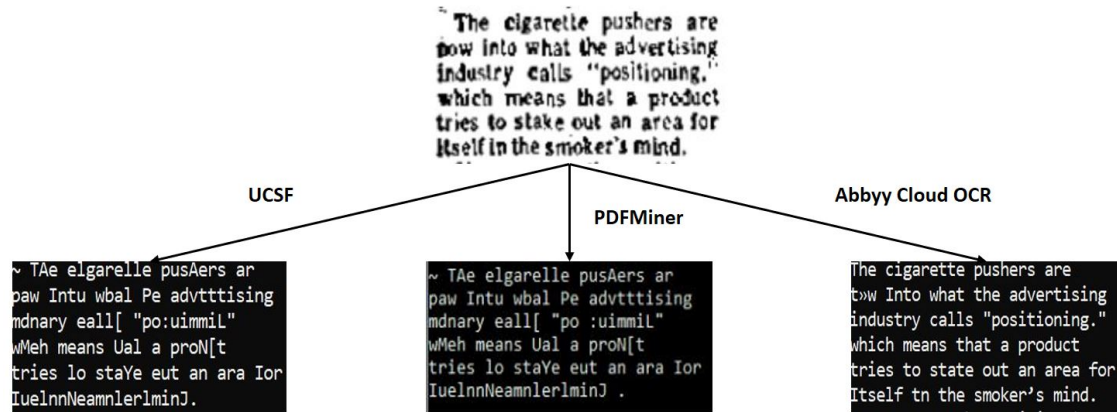 The cigarette pushers are
now into what the advertising
industry calls "positioning,"
which means that a product
tries to stake out an area for
itself in the smoker's mind.
UCSF
PDFMiner
Abbyy Cloud OCR
~ TAe elgarelle pusAers ar
paw Intu wbal Pe advtttising
mdnary eall[ "po:uimmiL"
wMeh means Ual a proN[t
tries lo staYe eut an ara Ior
IuelnnNeamnlerlminJ.
~ TAe elgarelle pusAers ar
paw Intu wbal Pe advtttising
mdnary eall[ "po :uimmiL"
wMeh means Ual a proN[t
tries lo staYe eut an ara Ior
IuelnnNeamnlerlminJ .
The cigarette pushers are
t»w Into what the advertising
industry calls "positioning."
which means that a product
tries to state out an area for
Itself tn the smoker’s mind.